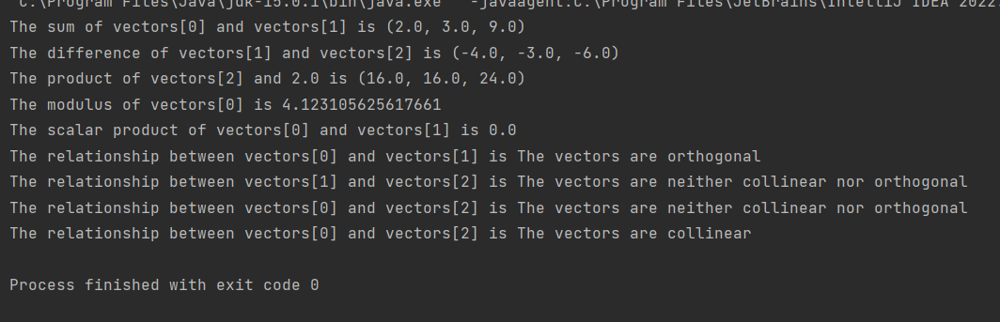 C:\Program Files\Java\jdk-15.0.1\bin\java.exe" "-javaagent:C:\Program Files\JetBrains\IntelliJ IDEA 2022.
The sum of vectors[0] and vectors[1] is (2.0, 3.0, 9.0)
The difference of vectors[1] and vectors[2] is (-4.0, -3.0, -6.0)
The product of vectors[2] and 2.0 is (16.0, 16.0, 24.0)
The modulus of vectors[0] is 4.123105625617661
The scalar product of vectors[0] and vectors[1] is 0.0
The relationship between vectors[0] and vectors[1] is The vectors are orthogonal
The relationship between vectors[1] and vectors[2] is The vectors are neither collinear nor orthogonal
The relationship between vectors[0] and vectors[2] is The vectors are neither collinear nor orthogonal
The relationship between vectors[0] and vectors[2] is The vectors are collinear
Process finished with exit code 0